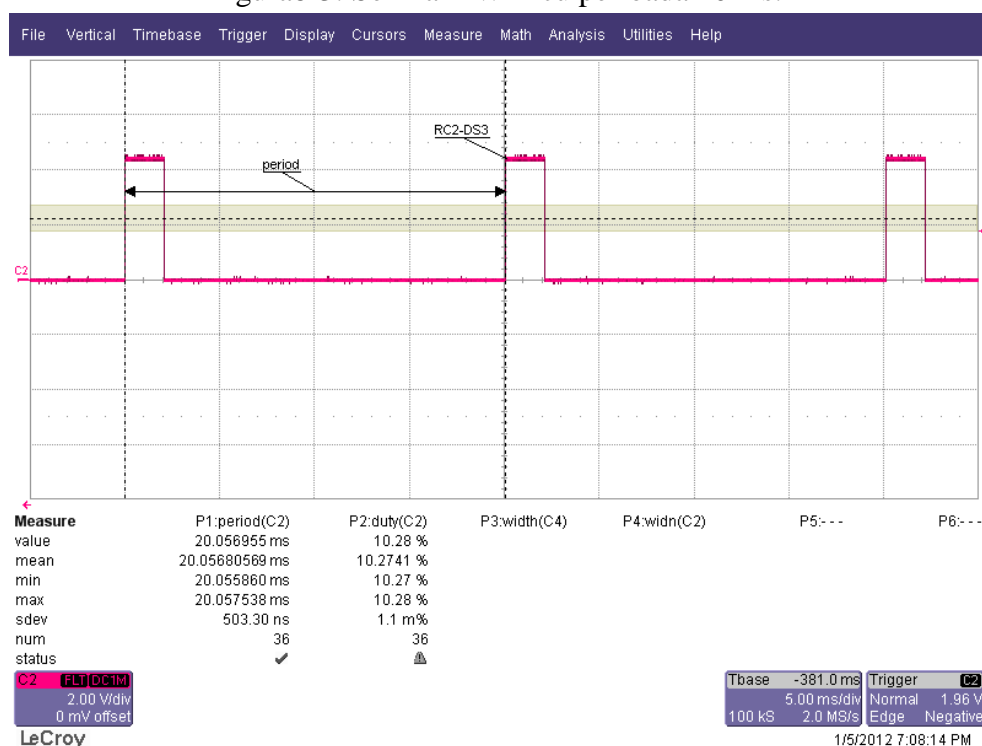 File Vertical Timebase Trigger Display Cursors Measure Math Analysis Utilities Help
RC2-DS3
period
C2
Measure P1:period(C2) P2:duty(C2) P3:width(C4) P4:widn(C2) P5:- - - P6:- - -
value 20.056955 ms 10.28 %
mean 20.05680569 ms 10.2741 %
min 20.055860 ms 10.27 %
max 20.057538 ms 10.28 %
sdev 503.30 ns 1.1 m%
num 36 36
status
C2 FLT DC1M Tbase -381.0 ms Trigger C2
2.00 V/div 5.00 ms/div Normal 1.96 V
0 mV offset 100 kS 2.0 MS/s Edge Negative
LeCroy 1/5/2012 7:08:14 PM